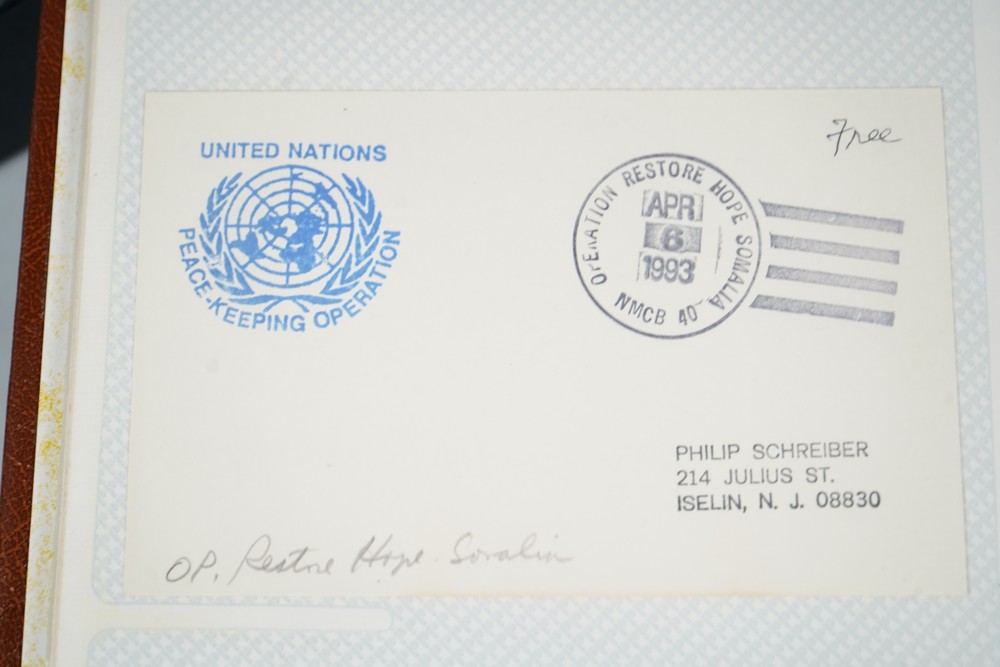 Free
UNITED NATIONS
PEACE-KEEPING OPERATION
OPERATION RESTORE HOPE SOMALIA
APR
6
1993
NMCB 40
PHILIP SCHREIBER
214 JULIUS ST.
ISELIN, N. J. 08830
OP. Restore Hope Somalia